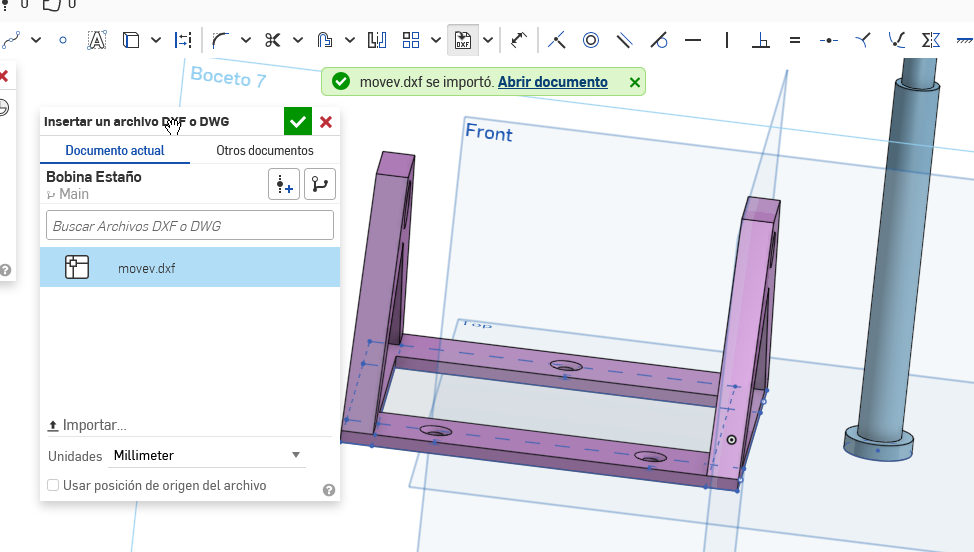 0 0
Boceto 7
movev.dxf se importó. Abrir documento
Insertar un archivo DXF o DWG
Front
Documento actual Otros documentos
Bobina Estaño
Main
Buscar Archivos DXF o DWG
movev.dxf
Top
Importar...
Unidades Millimeter
Usar posición de origen del archivo